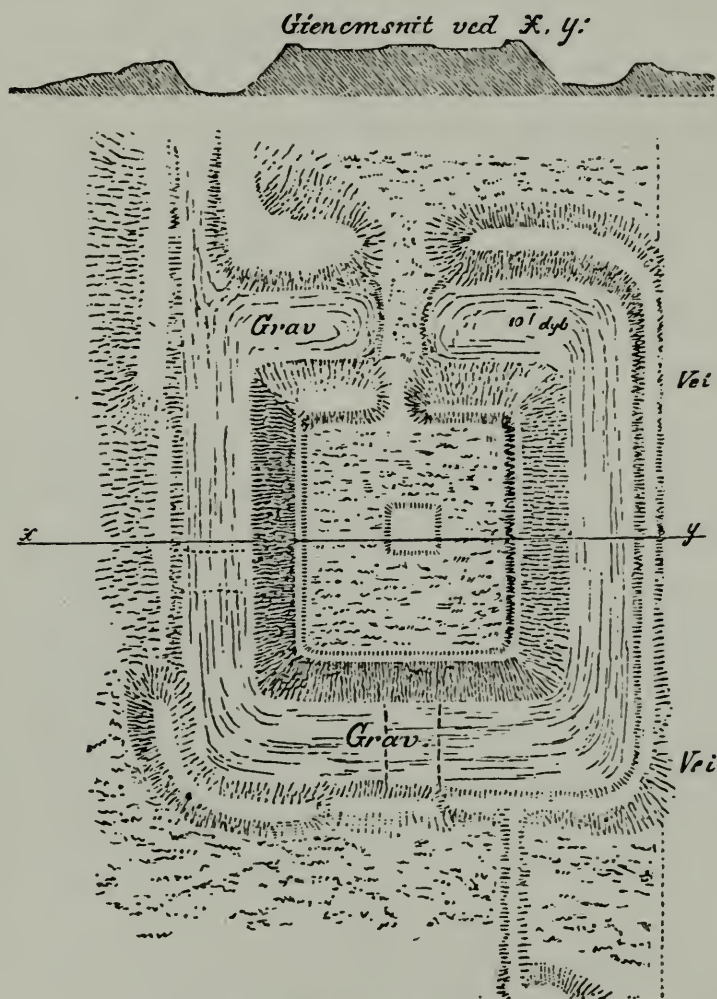 Gienemsnit ved x, y:
Grav
10' dyb
Vei
x
y
Grav
Vei